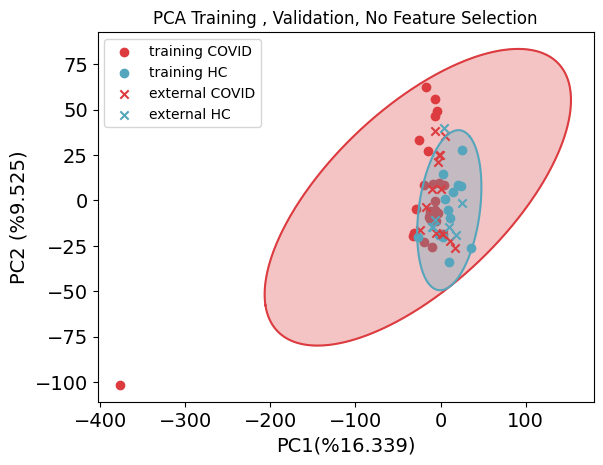 PCA Training , Validation, No Feature Selection
training COVID
training HC
external COVID
external HC
75
50
25
0
−25
−50
−75
−100
PC2 (%9.525)
−400
−300
−200
−100
0
100
PC1(%16.339)